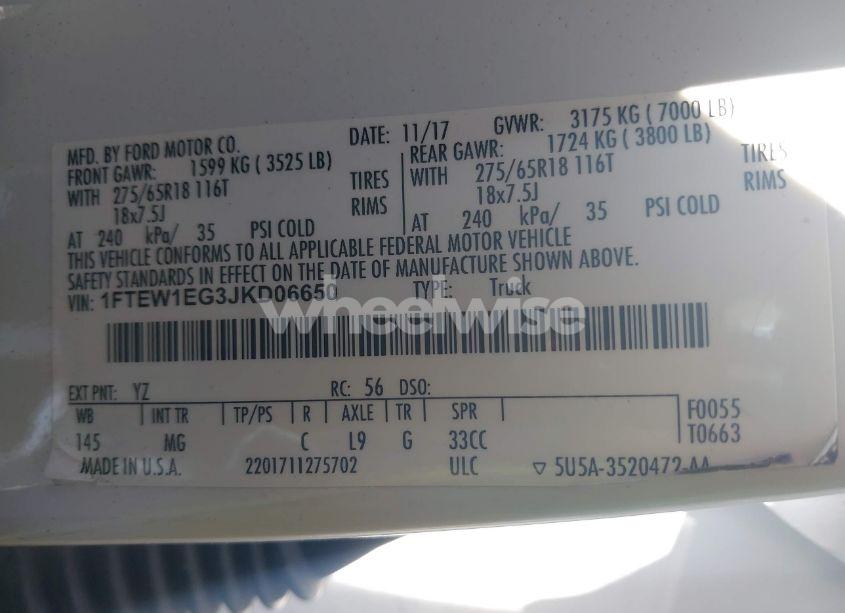 MFD. BY FORD MOTOR CO. DATE: 11/17 GVWR: 3175 KG ( 7000 LB)
FRONT GAWR: 1599 KG ( 3525 LB) REAR GAWR: 1724 KG ( 3800 LB)
WITH 275/65R18 116T TIRES WITH 275/65R18 116T TIRES
18x7.5J RIMS 18x7.5J RIMS
AT 240 kPa/ 35 PSI COLD AT 240 kPa/ 35 PSI COLD
THIS VEHICLE CONFORMS TO ALL APPLICABLE FEDERAL MOTOR VEHICLE
SAFETY STANDARDS IN EFFECT ON THE DATE OF MANUFACTURE SHOWN ABOVE.
VIN: 1FTEW1EG3JKD06650 TYPE: Truck
wheelwise
EXT PNT: YZ RC: 56 DSO:
WB INT TR TP/PS R AXLE TR SPR F0055
145 MG C L9 G 33CC T0663
MADE IN U.S.A. 2201711275702 ULC ▽ 5U5A-3520472-AA